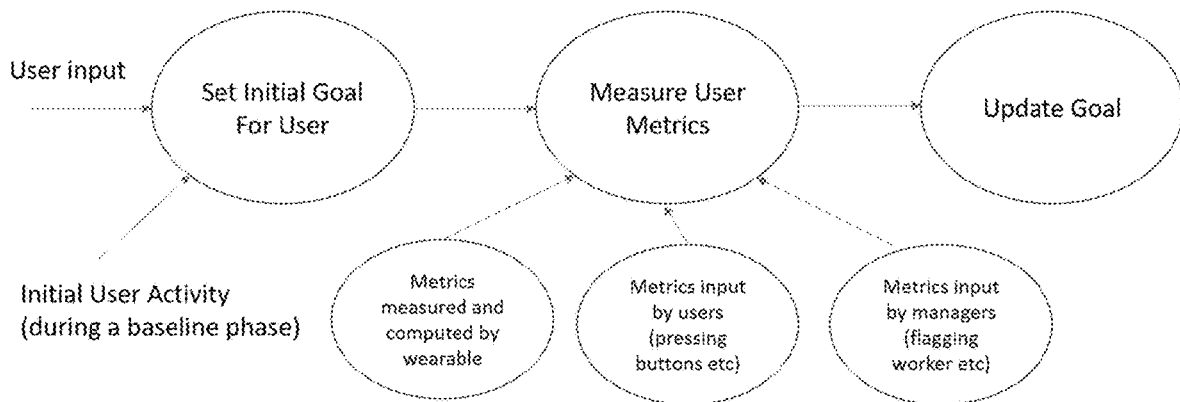 User input
Set Initial Goal
For User
Measure User
Metrics
Update Goal
Initial User Activity
(during a baseline phase)
Metrics
measured and
computed by
wearable
Metrics input
by users
(pressing
buttons etc)
Metrics input
by managers
(flagging
worker etc)